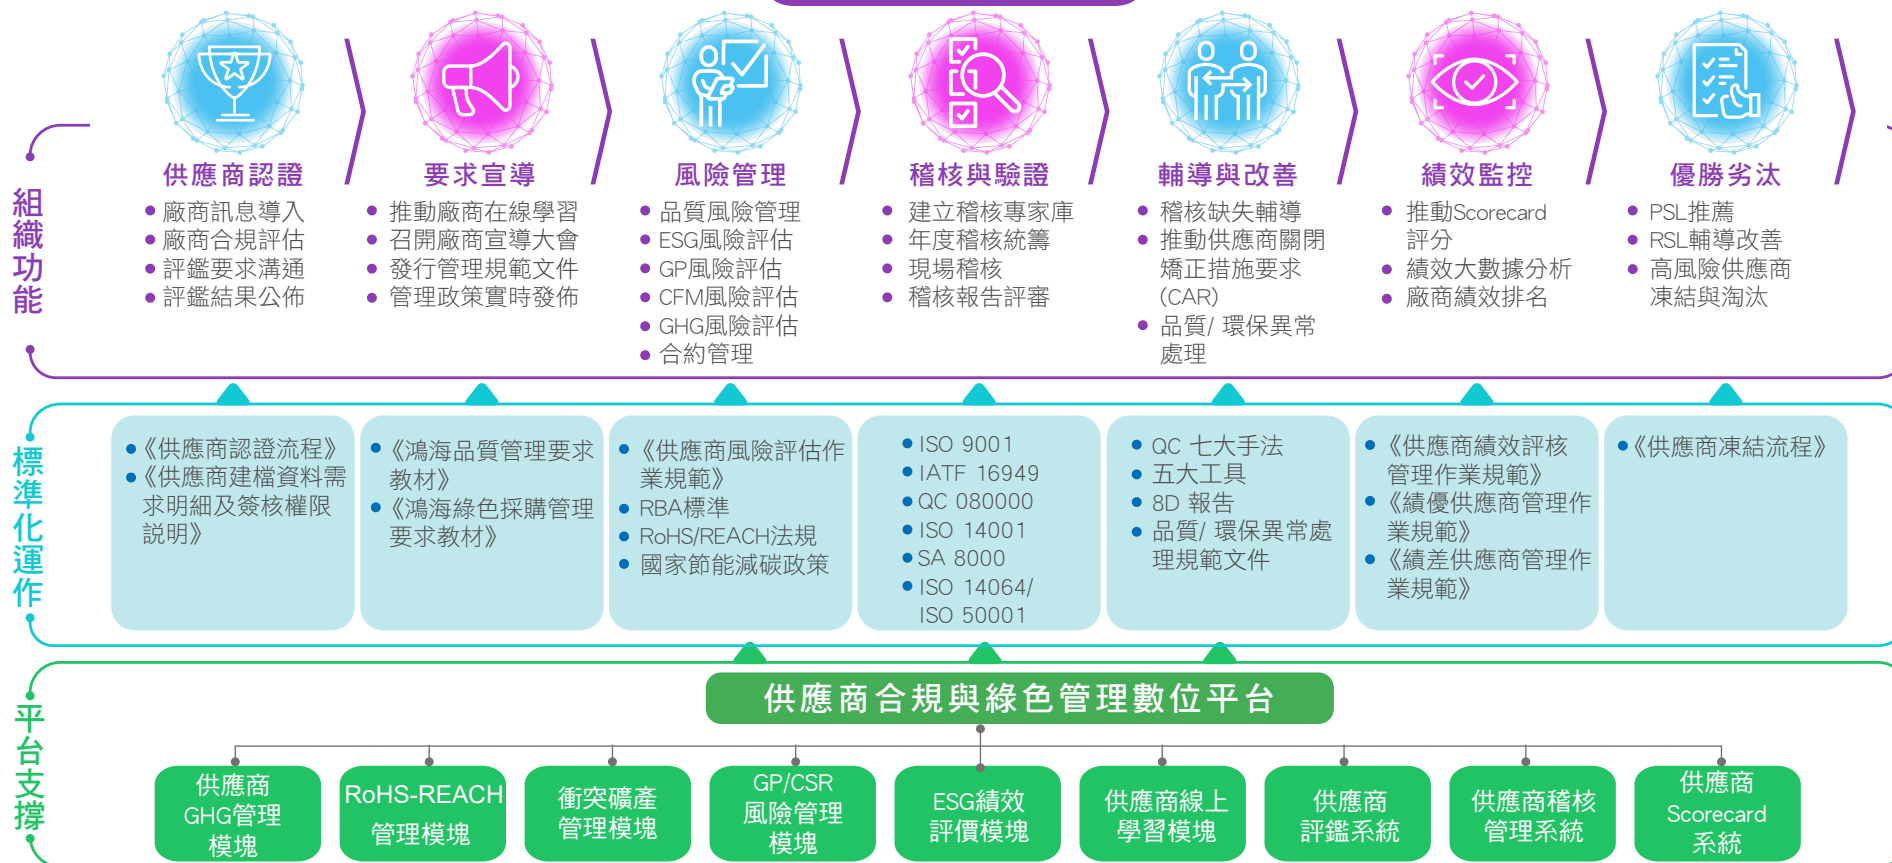 組織功能
供應商認證
廠商訊息導入
廠商合規評估
評鑑要求溝通
評鑑結果公佈
要求宣導
推動廠商在線學習
召開廠商宣導大會
發行管理規範文件
管理政策實時發佈
風險管理
品質風險管理
ESG風險評估
GP風險評估
CFM風險評估
GHG風險評估
合約管理
稽核與驗證
建立稽核專家庫
年度稽核統籌
現場稽核
稽核報告評審
輔導與改善
稽核缺失輔導
推動供應商關閉
矯正措施要求
(CAR)
品質/ 環保異常
處理
績效監控
推動Scorecard
評分
績效大數據分析
廠商績效排名
優勝劣汰
PSL推薦
RSL輔導改善
高風險供應商
凍結與淘汰
標準化運作
《供應商認證流程》
《供應商建檔資料需
求明細及簽核權限
説明》
《鴻海品質管理要求
教材》
《鴻海綠色採購管理
要求教材》
《供應商風險評估作
業規範》
RBA標準
RoHS/REACH法規
國家節能減碳政策
ISO 9001
IATF 16949
QC 080000
ISO 14001
SA 8000
ISO 14064/
ISO 50001
QC 七大手法
五大工具
8D 報告
品質/ 環保異常處
理規範文件
《供應商績效評核
管理作業規範》
《績優供應商管理作
業規範》
《績差供應商管理作
業規範》
《供應商凍結流程》
平台支撐
供應商合規與綠色管理數位平台
供應商
GHG管理
模塊
RoHS-REACH
管理模塊
衝突礦產
管理模塊
GP/CSR
風險管理
模塊
ESG績效
評價模塊
供應商線上
學習模塊
供應商
評鑑系統
供應商稽核
管理系統
供應商
Scorecard
系統